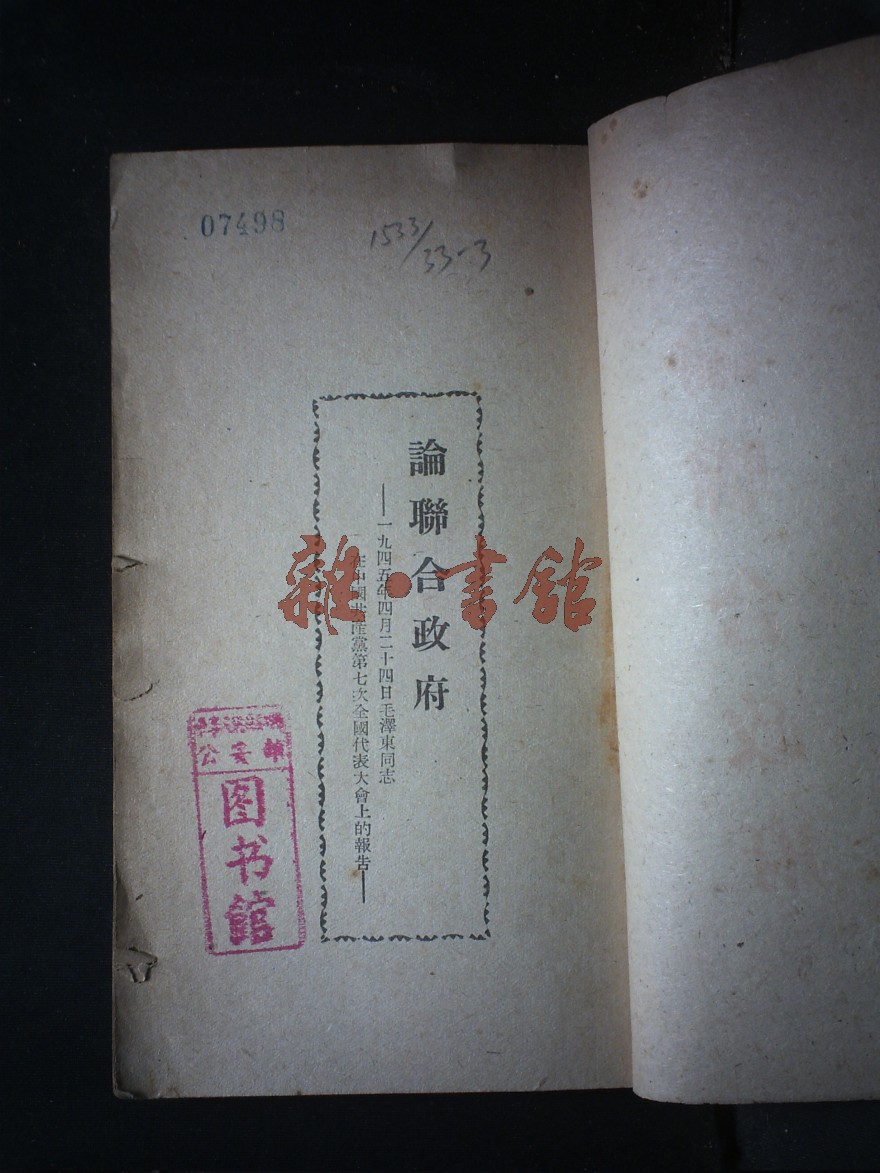 07498
1533/
33-3
論聯合政府
——一九四五年四月二十四日毛澤東同志
在中國共產黨第七次全國代表大會上的報告——
雜·書館
公安
图书館